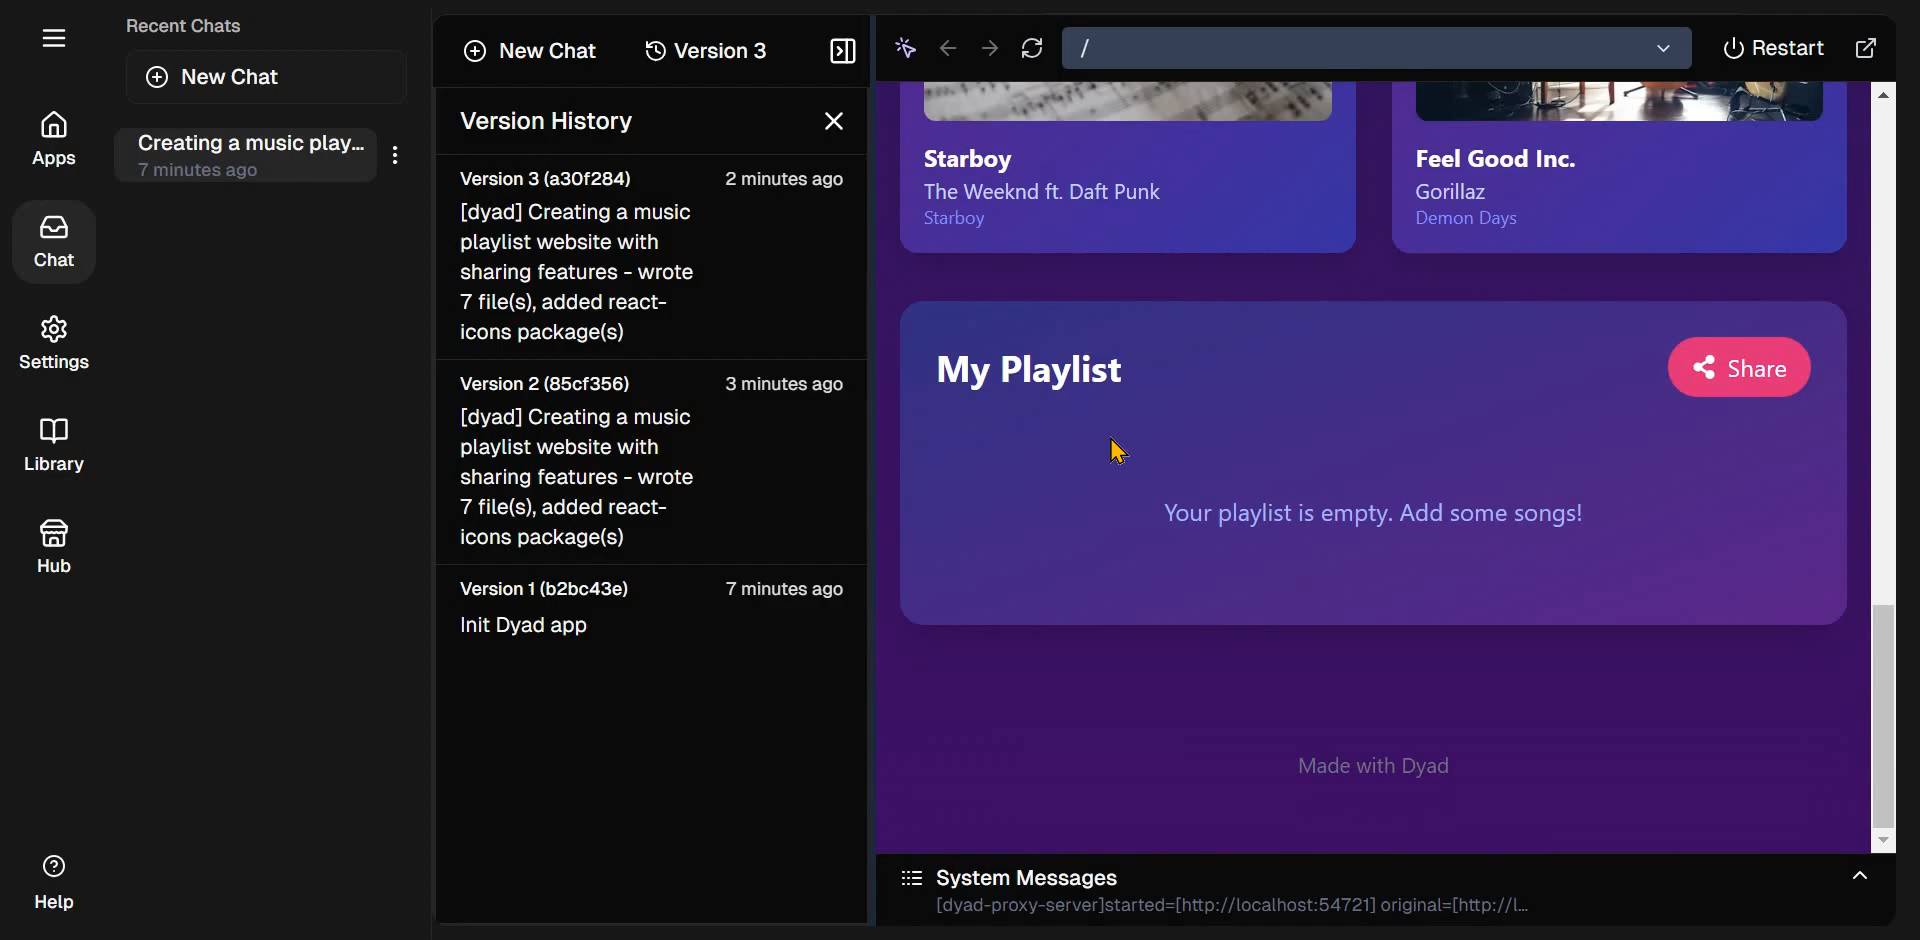 Recent Chats
New Chat
Creating a music play...
7 minutes ago
Apps
Chat
Settings
Library
Hub
Help
New Chat
Version 3
Version History
Version 3 (a30f284)
2 minutes ago
[dyad] Creating a music
playlist website with
sharing features - wrote
7 file(s), added react-
icons package(s)
Version 2 (85cf356)
3 minutes ago
[dyad] Creating a music
playlist website with
sharing features - wrote
7 file(s), added react-
icons package(s)
Version 1 (b2bc43e)
7 minutes ago
Init Dyad app
/
Restart
Starboy
The Weeknd ft. Daft Punk
Starboy
Feel Good Inc.
Gorillaz
Demon Days
My Playlist
Share
Your playlist is empty. Add some songs!
Made with Dyad
System Messages
[dyad-proxy-server]started=[http://localhost:54721] original=[http://l...